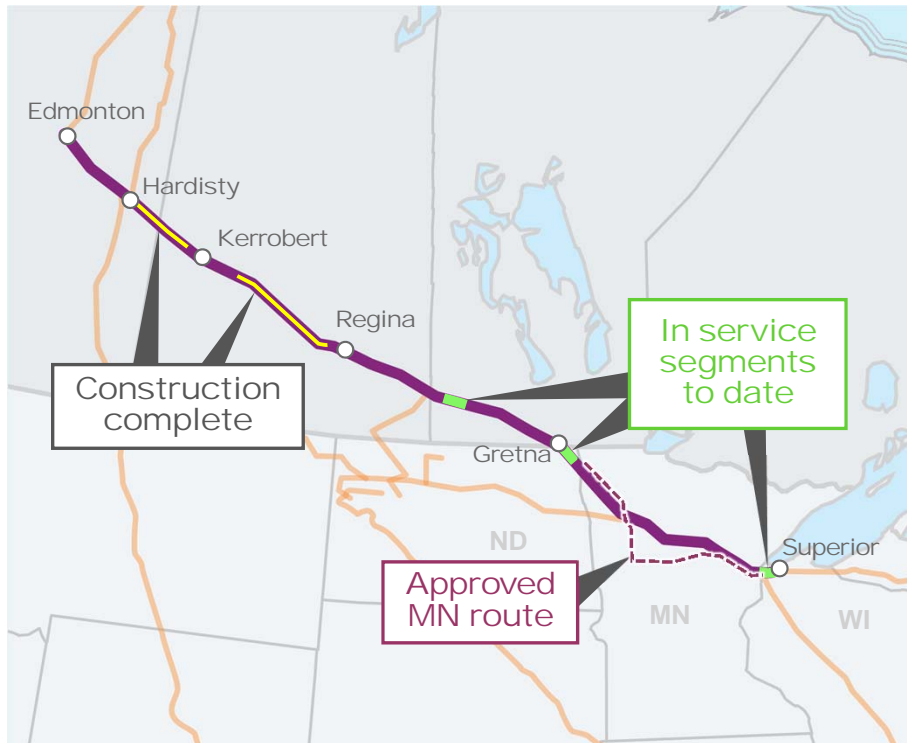 Edmonton
Hardisty
Kerrobert
Regina
In service
segments
to date
Construction
complete
Gretna
ND
Superior
Approved
MN route
MN
WI